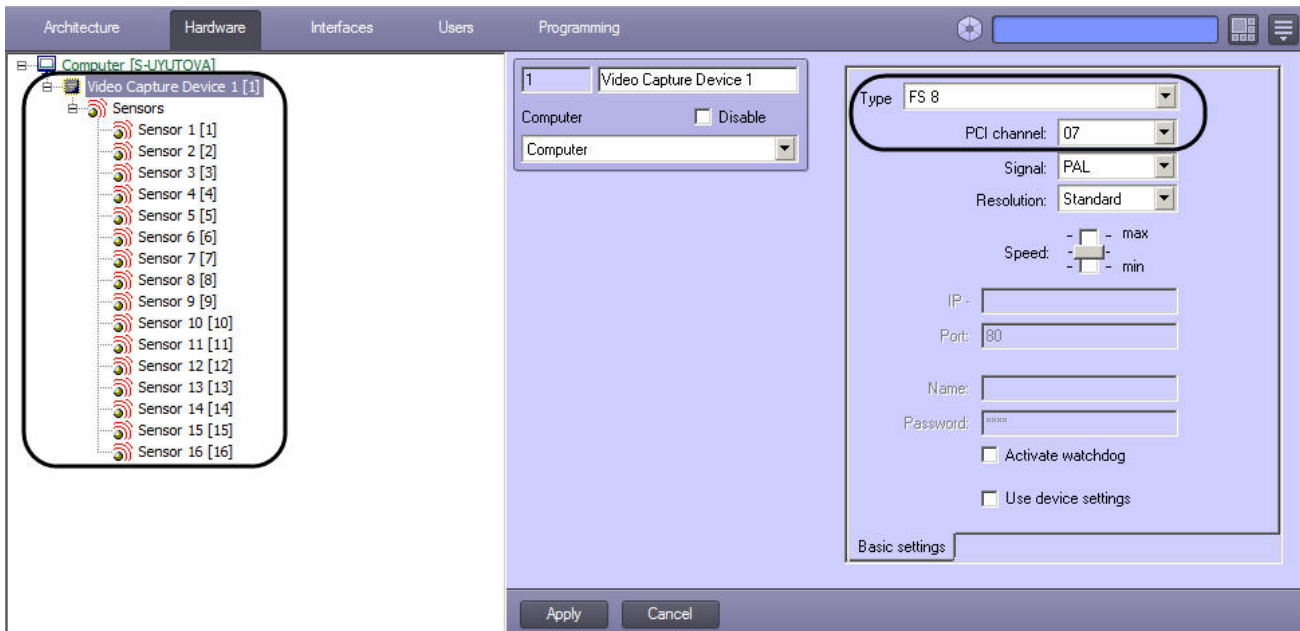 Architecture Hardware Interfaces Users Programming
Computer [S-UYUTOVA]
Video Capture Device 1 [1]
Sensors
Sensor 1 [1]
Sensor 2 [2]
Sensor 3 [3]
Sensor 4 [4]
Sensor 5 [5]
Sensor 6 [6]
Sensor 7 [7]
Sensor 8 [8]
Sensor 9 [9]
Sensor 10 [10]
Sensor 11 [11]
Sensor 12 [12]
Sensor 13 [13]
Sensor 14 [14]
Sensor 15 [15]
Sensor 16 [16]
1 Video Capture Device 1
Computer Disable
Computer
Type FS 8
PCI channel: 07
Signal: PAL
Resolution: Standard
max
Speed:
min
IP -
Port: 80
Name:
Password: ****
Activate watchdog
Use device settings
Basic settings
Apply Cancel